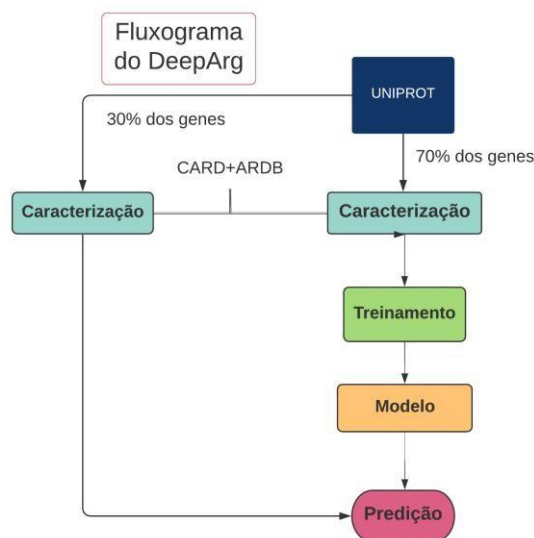 Fluxograma
do DeepArg
UNIPROT
30% dos genes
70% dos genes
CARD+ARDB
Caracterização
Caracterização
Treinamento
Modelo
Predição